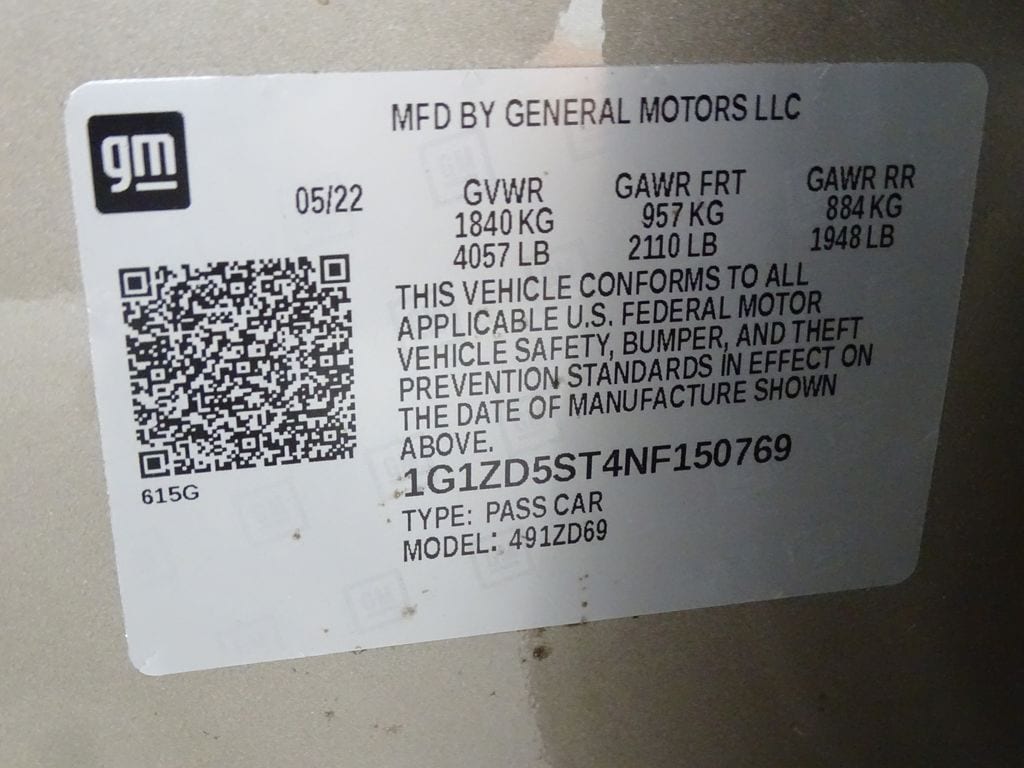 gm
MFD BY GENERAL MOTORS LLC
05/22
GVWR GAWR FRT GAWR RR
1840 KG 957 KG 884 KG
4057 LB 2110 LB 1948 LB
THIS VEHICLE CONFORMS TO ALL
APPLICABLE U.S. FEDERAL MOTOR
VEHICLE SAFETY, BUMPER, AND THEFT
PREVENTION STANDARDS IN EFFECT ON
THE DATE OF MANUFACTURE SHOWN
ABOVE.
1G1ZD5ST4NF150769
TYPE: PASS CAR
MODEL: 491ZD69
615G